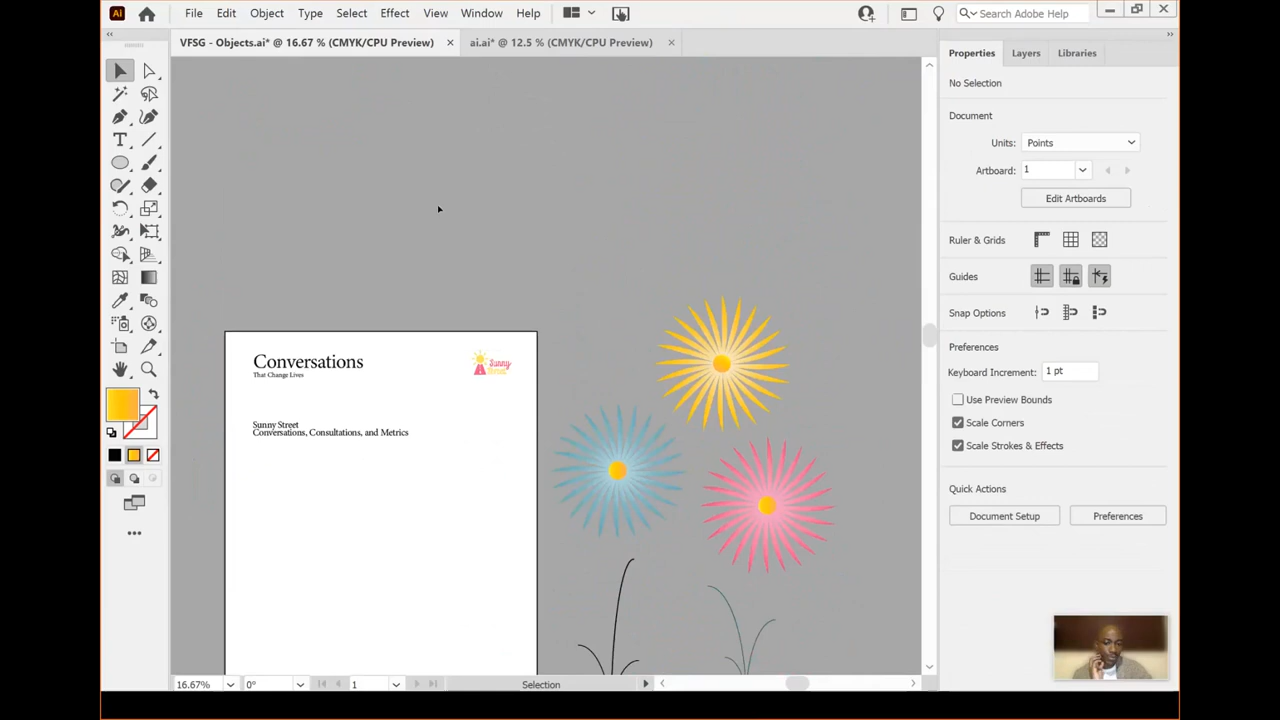 Ai File Edit Object Type Select Effect View Window Help Search Adobe Help
VFSG - Objects.ai* @ 16.67 % (CMYK/CPU Preview) ai.ai* @ 12.5 % (CMYK/CPU Preview)
Properties Layers Libraries
No Selection
Document
Units: Points
Artboard: 1
Edit Artboards
Ruler & Grids
Guides
Snap Options
Preferences
Keyboard Increment: 1 pt
Use Preview Bounds
Scale Corners
Scale Strokes & Effects
Quick Actions
Document Setup Preferences
Conversations
That Change Lives
Sunny
Street
Sunny Street
Conversations, Consultations, and Metrics
16.67% 0° 1 Selection